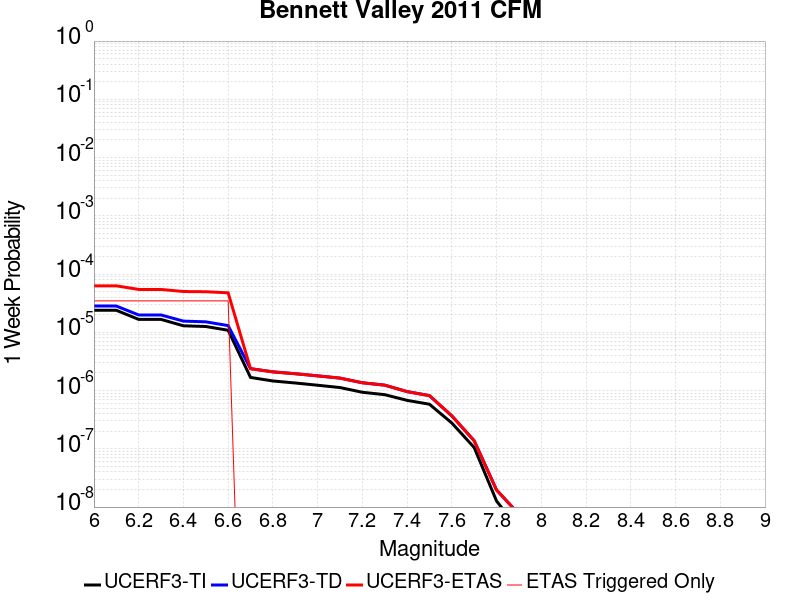 Bennett Valley 2011 CFM
10^0
10^-1
10^-2
10^-3
10^-4
10^-5
10^-6
10^-7
10^-8
1 Week Probability
6 6.2 6.4 6.6 6.8 7 7.2 7.4 7.6 7.8 8 8.2 8.4 8.6 8.8 9
Magnitude
UCERF3-TI UCERF3-TD UCERF3-ETAS ETAS Triggered Only